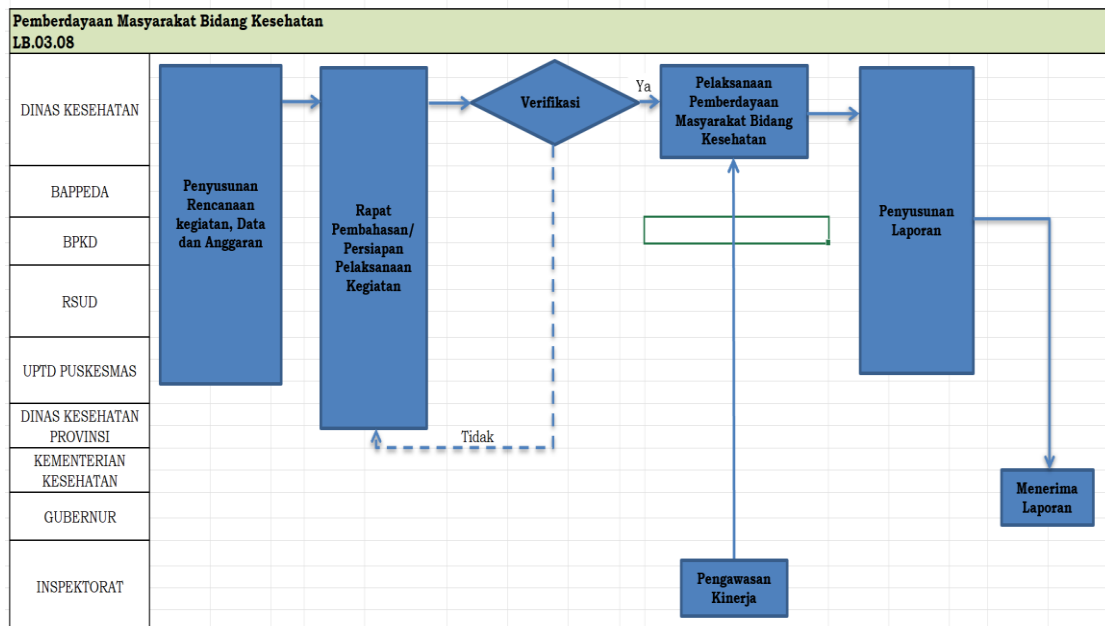 Pemberdayaan Masyarakat Bidang Kesehatan
LB.03.08
DINAS KESEHATAN
BAPPEDA
BPKD
RSUD
UPTD PUSKESMAS
DINAS KESEHATAN
PROVINSI
KEMENTERIAN
KESEHATAN
GUBERNUR
INSPEKTORAT
Penyusunan
Rencanaan
kegiatan, Data
dan Anggaran
Rapat
Pembahasan/
Persiapan
Pelaksanaan
Kegiatan
Verifikasi
Ya
Tidak
Pelaksanaan
Pemberdayaan
Masyarakat Bidang
Kesehatan
Pengawasan
Kinerja
Penyusunan
Laporan
Menerima
Laporan